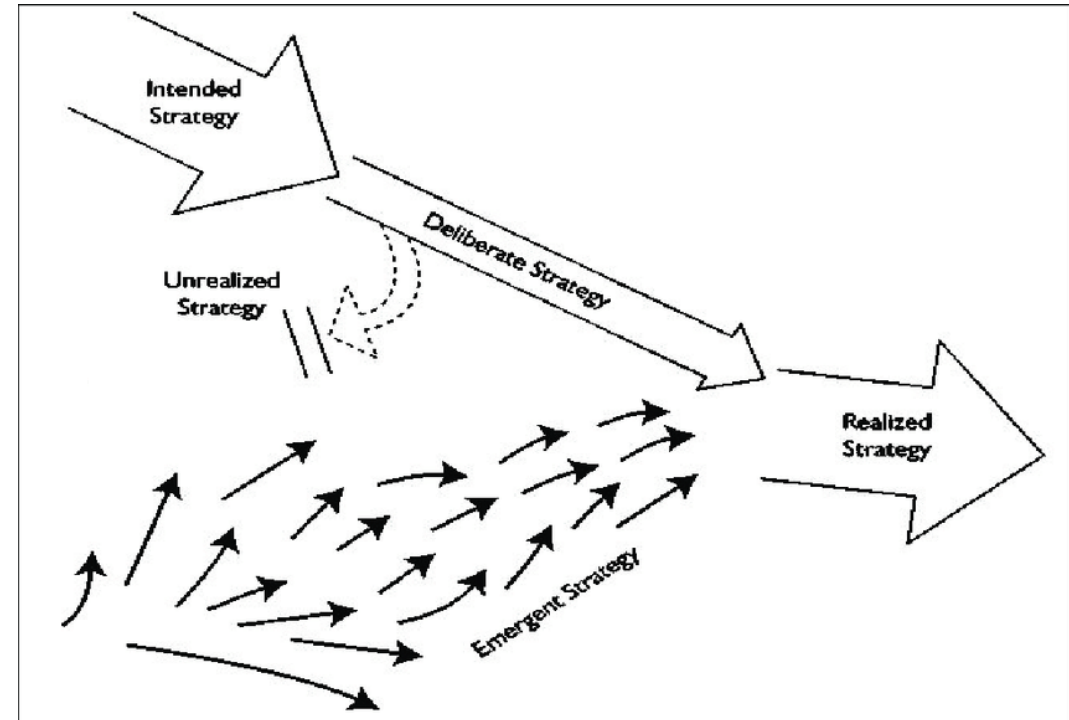 Intended
Strategy
Deliberate Strategy
Unrealized
Strategy
Realized
Strategy
Emergent Strategy